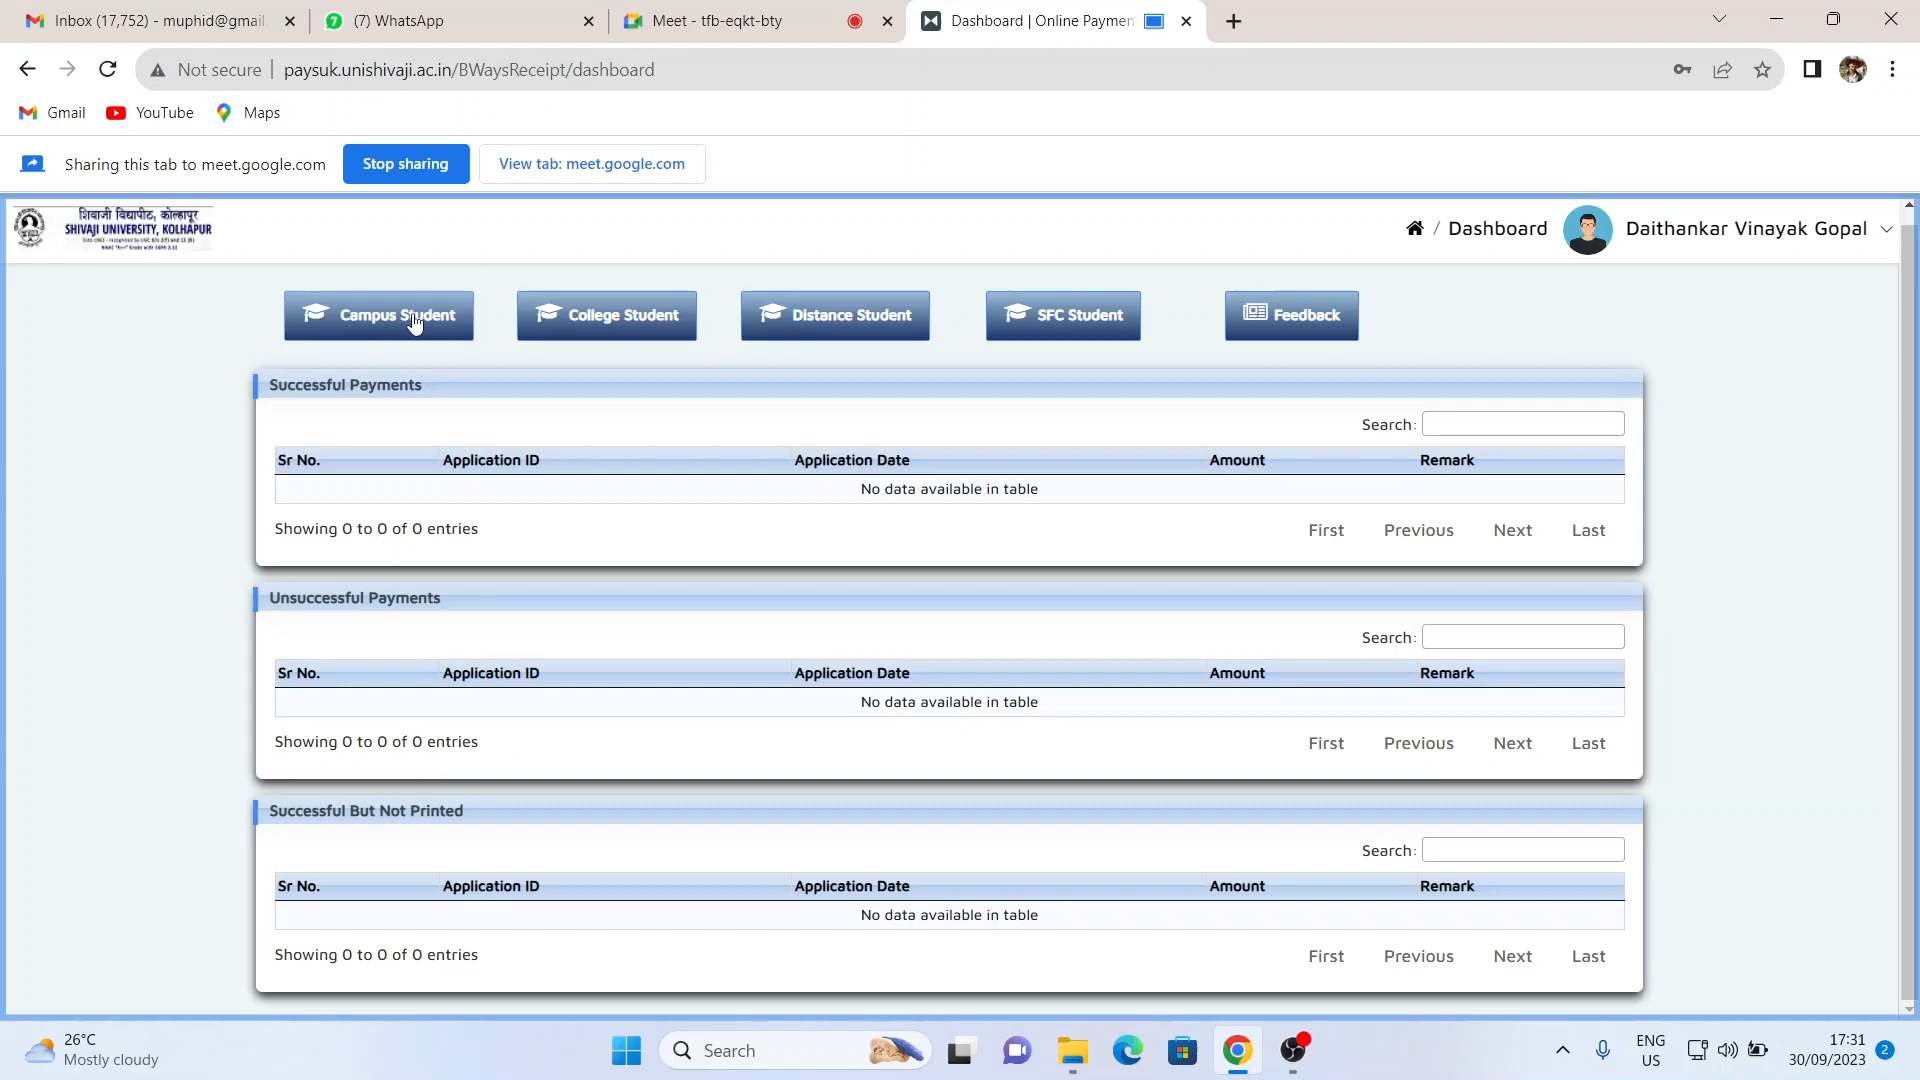 Inbox (17,752) - muphid@gmail.
(7) WhatsApp
Meet - tfb-eqkt-bty
Dashboard | Online Paymen
Not secure
paysuk.unishivaji.ac.in/BWaysReceipt/dashboard
Gmail
YouTube
Maps
Sharing this tab to meet.google.com
Stop sharing
View tab: meet.google.com
शिवाजी विद्यापीठ, कोल्हापूर
SHIVAJI UNIVERSITY, KOLHAPUR
/ Dashboard
Daithankar Vinayak Gopal
Campus Student
College Student
Distance Student
SFC Student
Feedback
Successful Payments
Search:
Sr No. Application ID Application Date Amount Remark
No data available in table
Showing 0 to 0 of 0 entries
First Previous Next Last
Unsuccessful Payments
Search:
Sr No. Application ID Application Date Amount Remark
No data available in table
Showing 0 to 0 of 0 entries
First Previous Next Last
Successful But Not Printed
Search:
Sr No. Application ID Application Date Amount Remark
No data available in table
Showing 0 to 0 of 0 entries
First Previous Next Last
26°C
Mostly cloudy
Search
ENG
US
17:31
30/09/2023
2